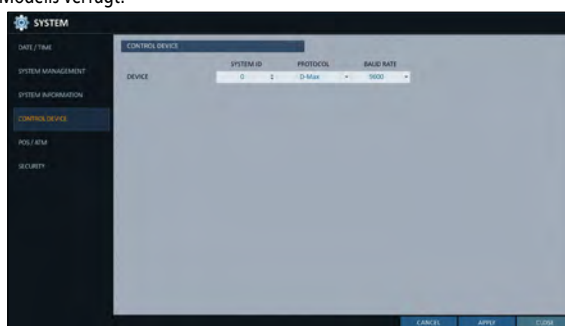 Modells verfügt.
SYSTEM
DATE / TIME
SYSTEM MANAGEMENT
SYSTEM INFORMATION
CONTROL DEVICE
POS / ATM
SECURITY
CONTROL DEVICE
SYSTEM ID PROTOCOL BAUD RATE
DEVICE 0 D-Max 9600
CANCEL APPLY CLOSE